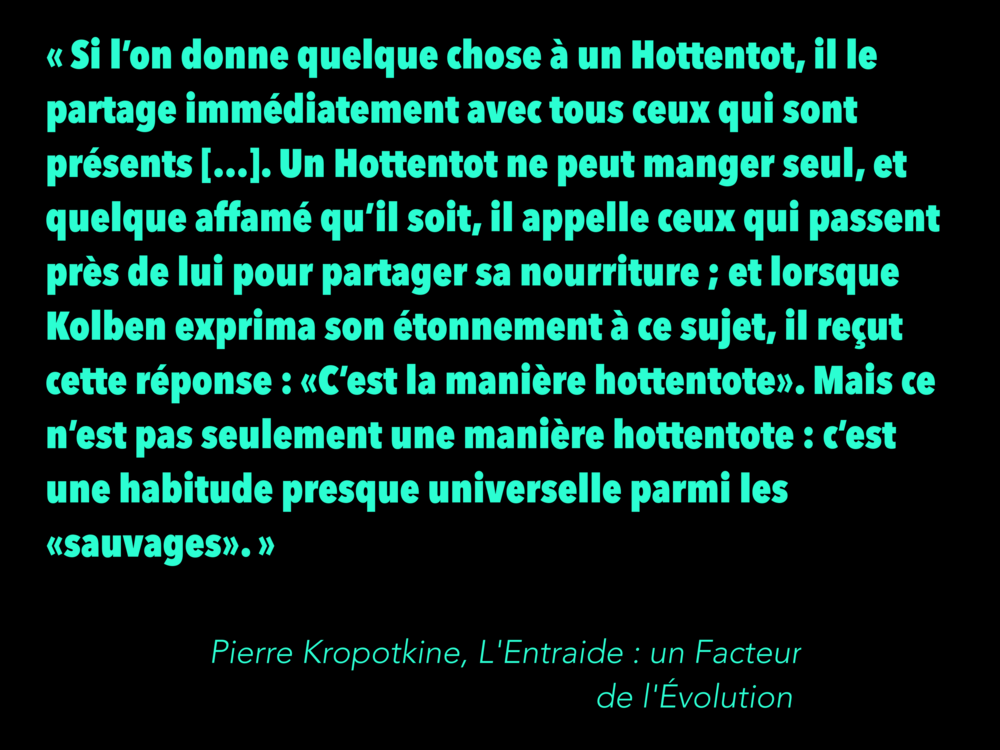 « Si l’on donne quelque chose à un Hottentot, il le
partage immédiatement avec tous ceux qui sont
présents [...]. Un Hottentot ne peut manger seul, et
quelque affamé qu’il soit, il appelle ceux qui passent
près de lui pour partager sa nourriture ; et lorsque
Kolben exprima son étonnement à ce sujet, il reçut
cette réponse : «C’est la manière hottentote». Mais ce
n’est pas seulement une manière hottentote : c’est
une habitude presque universelle parmi les
«sauvages». »
Pierre Kropotkine, L'Entraide : un Facteur
de l'Évolution